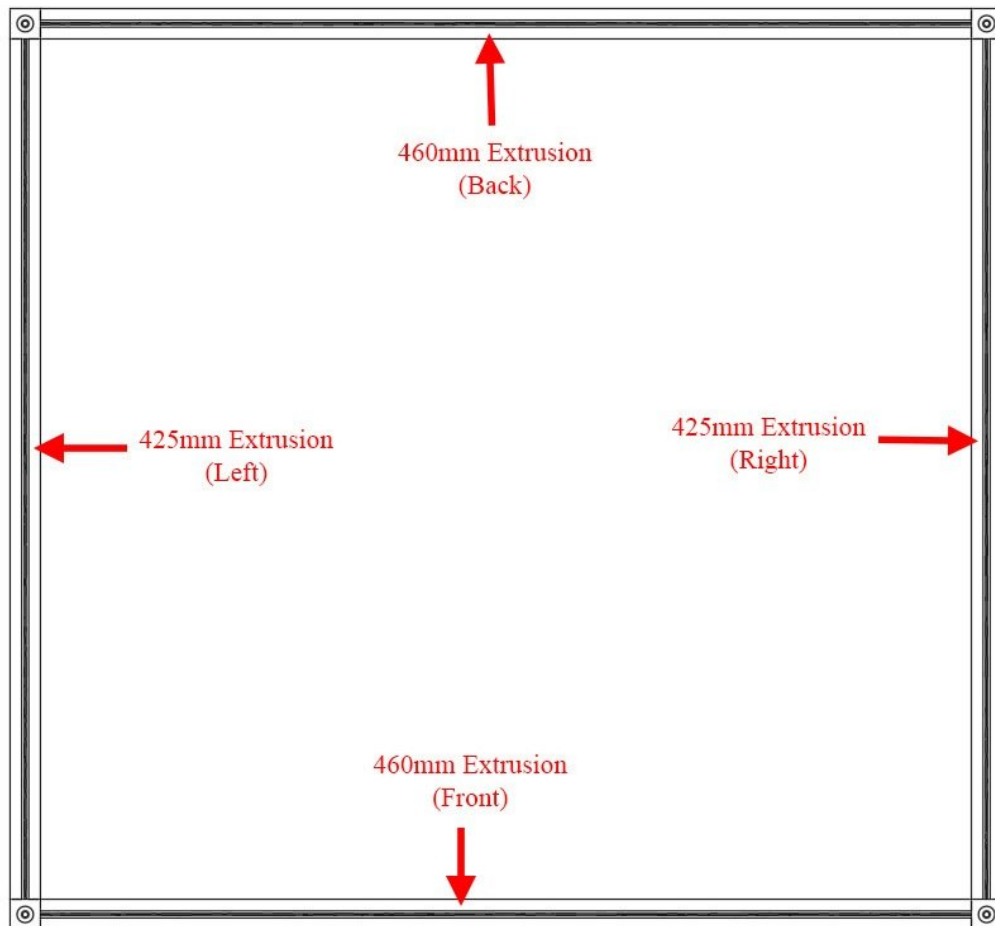 460mm Extrusion
(Back)
425mm Extrusion
(Left)
425mm Extrusion
(Right)
460mm Extrusion
(Front)